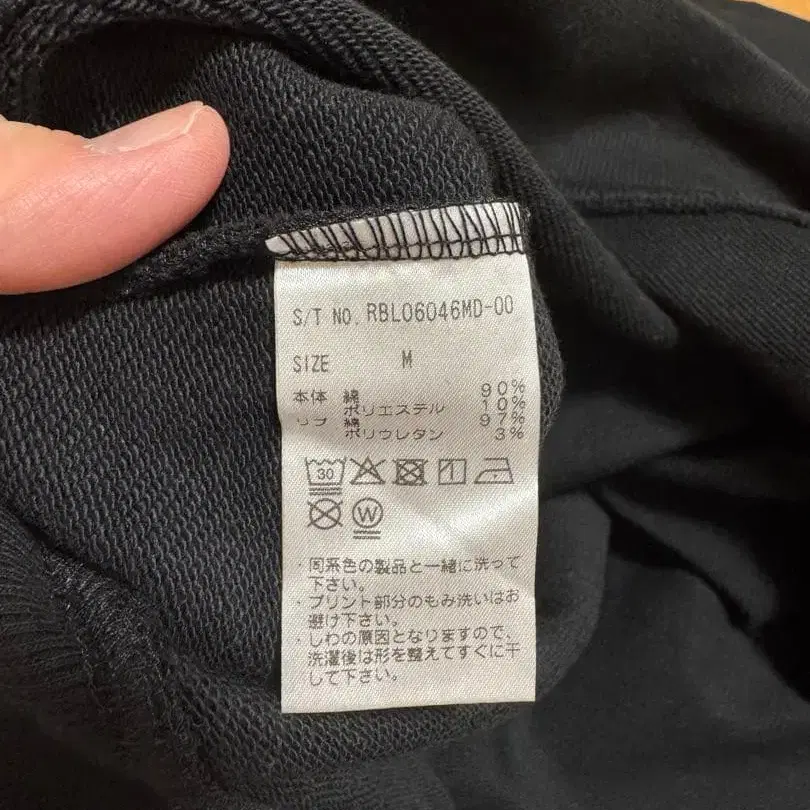 S/T NO. RBL06046MD-00
SIZE M
本体 綿 90%
ポリエステル 10%
リブ 綿 97%
ポリウレタン 3%
30
W
・同系色の製品と一緒に洗って
下さい。
・プリント部分のもみ洗いはお
避け下さい。
・しわの原因となりますので、
洗濯後は形を整えてすぐに干
して下さい。